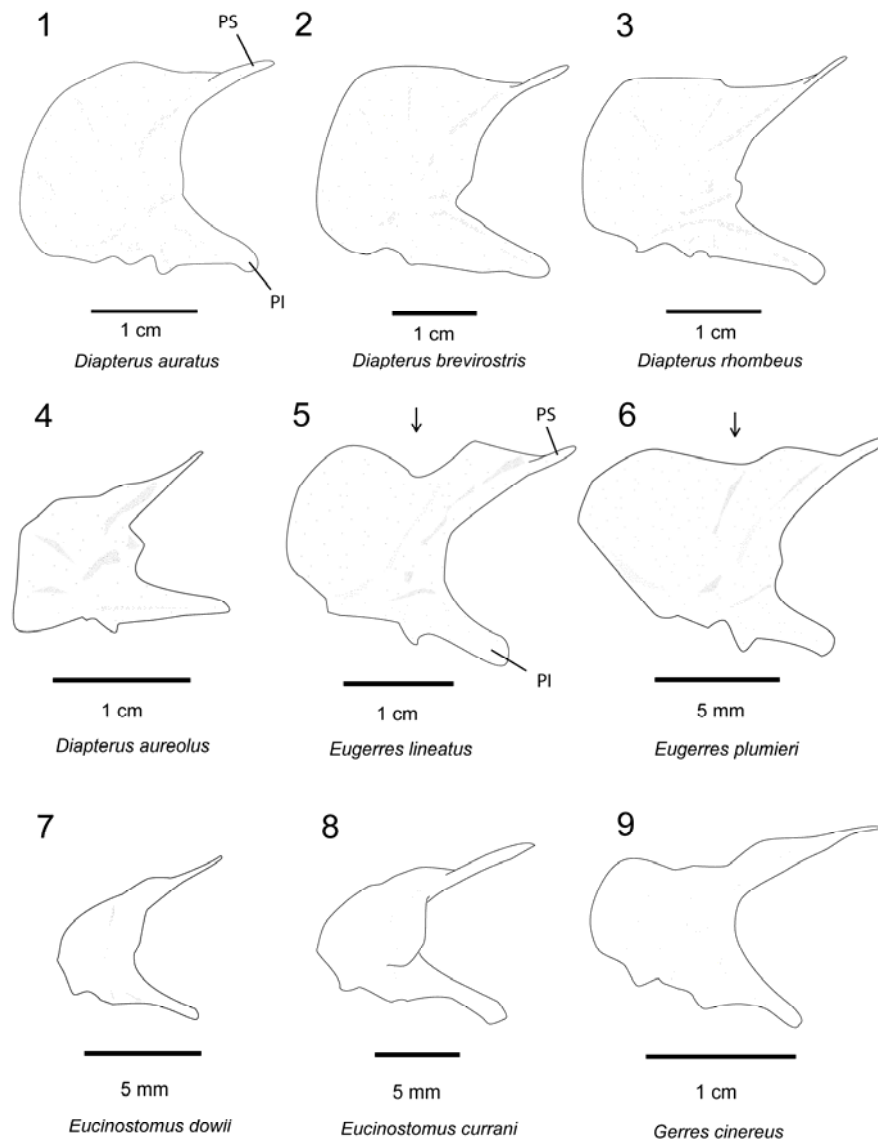 1 PS 2 3
PI
1 cm 1 cm 1 cm
Diapterus auratus Diapterus brevirostris Diapterus rhombeus
4 5 PS 6
PI
1 cm 1 cm 5 mm
Diapterus aureolus Eugerres lineatus Eugerres plumieri
7 8 9
5 mm 5 mm 1 cm
Eucinostomus dowii Eucinostomus currani Gerres cinereus